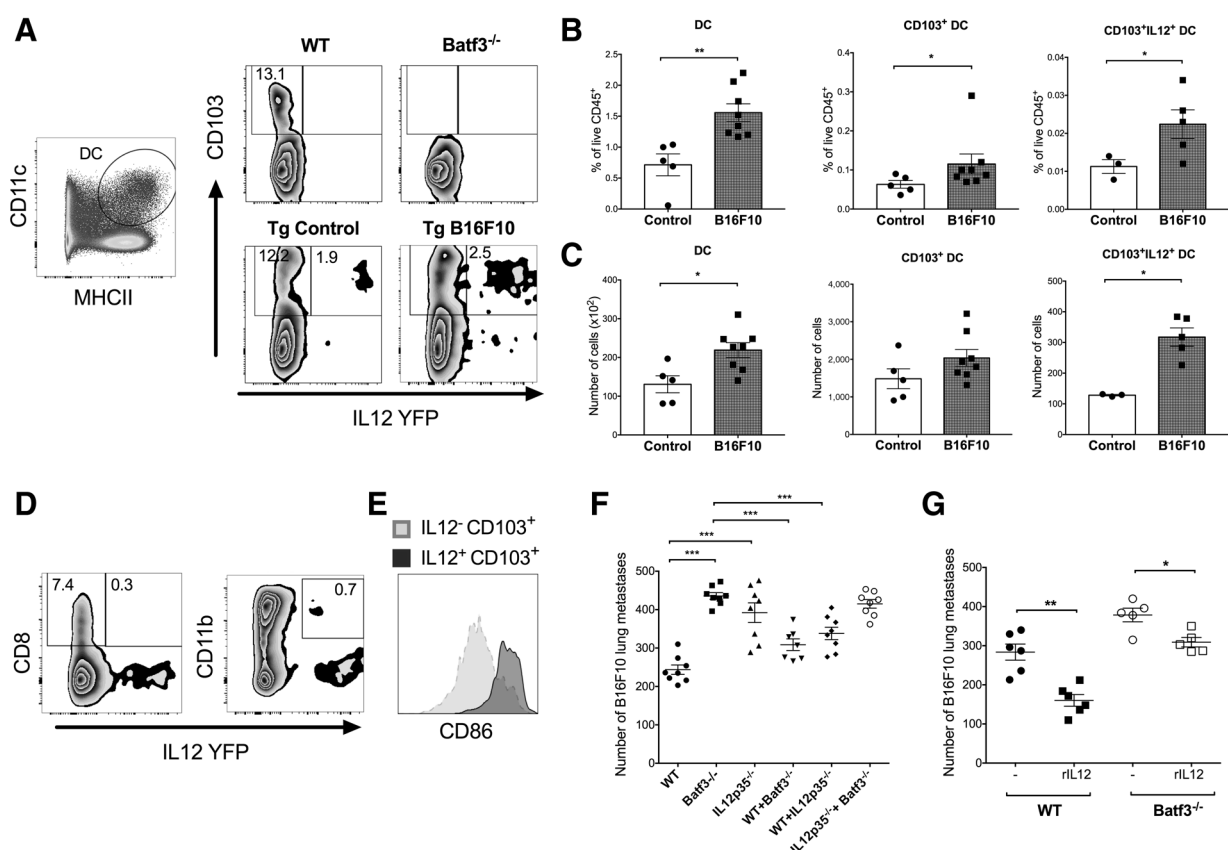 A
WT
Batf3-/-
13.1
CD103
DC
CD11c
MHCII
Tg Control
Tg B16F10
12.2
1.9
2.5
IL12 YFP
B
DC
CD103+ DC
CD103+IL12+ DC
**
*
*
% of live CD45+
2.5
2.0
1.5
1.0
0.5
0.0
Control
B16F10
% of live CD45+
0.4
0.3
0.2
0.1
0.0
Control
B16F10
% of live CD45+
0.04
0.03
0.02
0.01
0.00
Control
B16F10
C
DC
CD103+ DC
CD103+IL12+ DC
*
*
Number of cells (x10²)
400
300
200
100
0
Control
B16F10
Number of cells
4,000
3,000
2,000
1,000
0
Control
B16F10
Number of cells
500
400
300
200
100
0
Control
B16F10
D
7.4
0.3
CD8
0.7
CD11b
IL12 YFP
E
IL12- CD103+
IL12+ CD103+
CD86
F
***
***
***
***
Number of B16F10 lung metastases
500
400
300
200
100
0
WT
Batf3-/-
IL12p35-/-
WT+Batf3-/-
WT+IL12p35-/-
IL12p35-/-+ Batf3-/-
G
*
**
Number of B16F10 lung metastases
500
400
300
200
100
0
-
rIL12
-
rIL12
WT
Batf3-/-